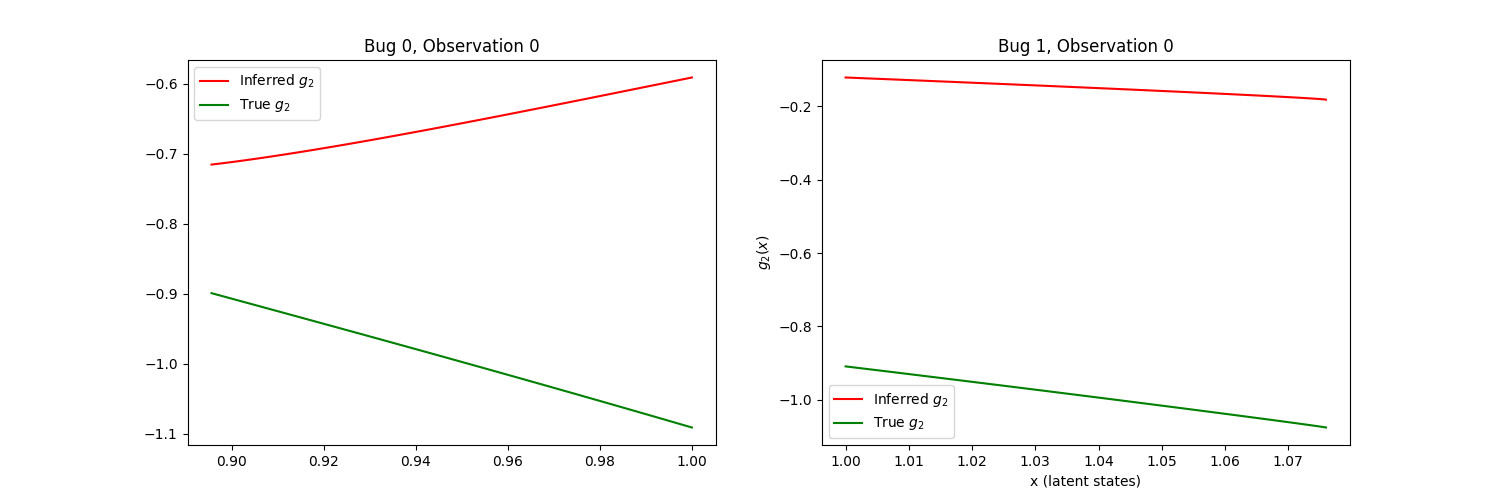 Bug 0, Observation 0
Inferred g₂
True g₂
−0.6
−0.7
−0.8
−0.9
−1.0
−1.1
0.90 0.92 0.94 0.96 0.98 1.00
Bug 1, Observation 0
g₂(x)
−0.2
−0.4
−0.6
−0.8
−1.0
Inferred g₂
True g₂
1.00 1.01 1.02 1.03 1.04 1.05 1.06 1.07
x (latent states)